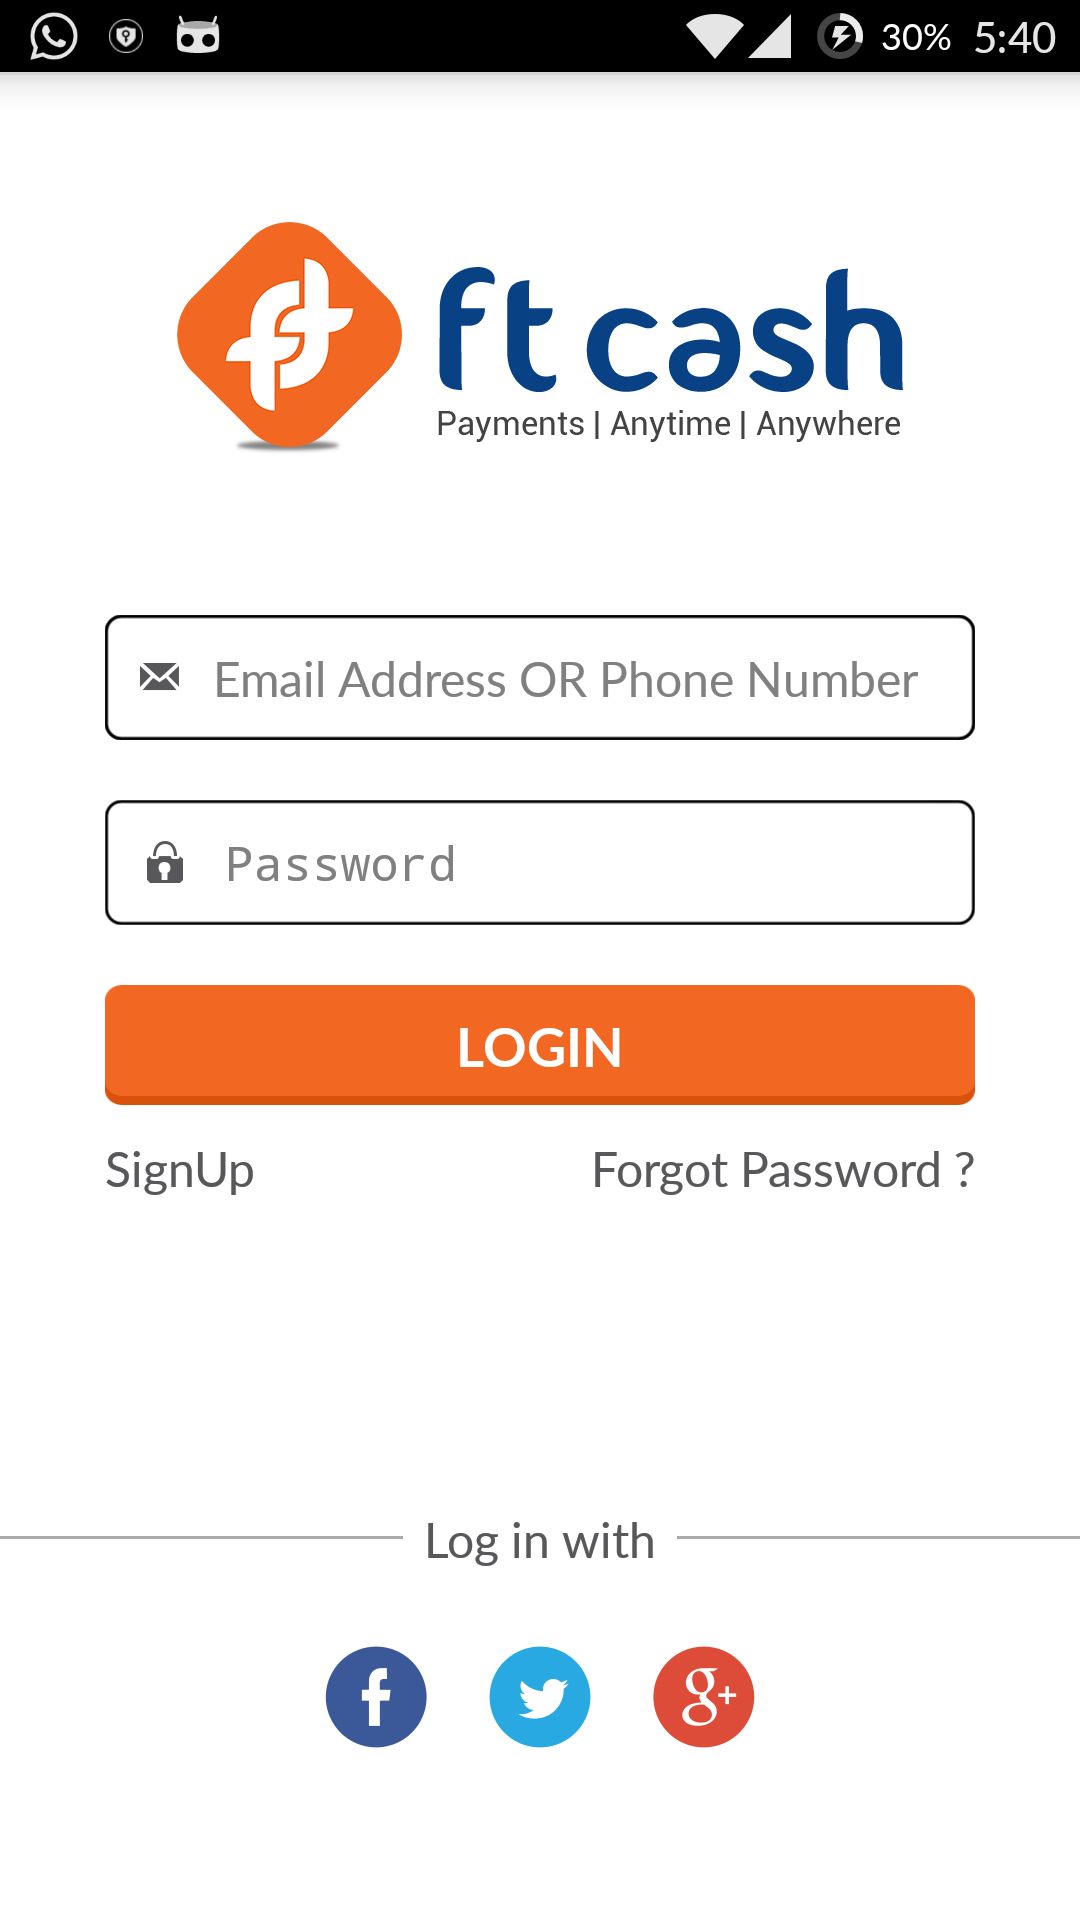 30% 5:40
ft cash
Payments | Anytime | Anywhere
Email Address OR Phone Number
Password
LOGIN
SignUp Forgot Password ?
Log in with
f g+